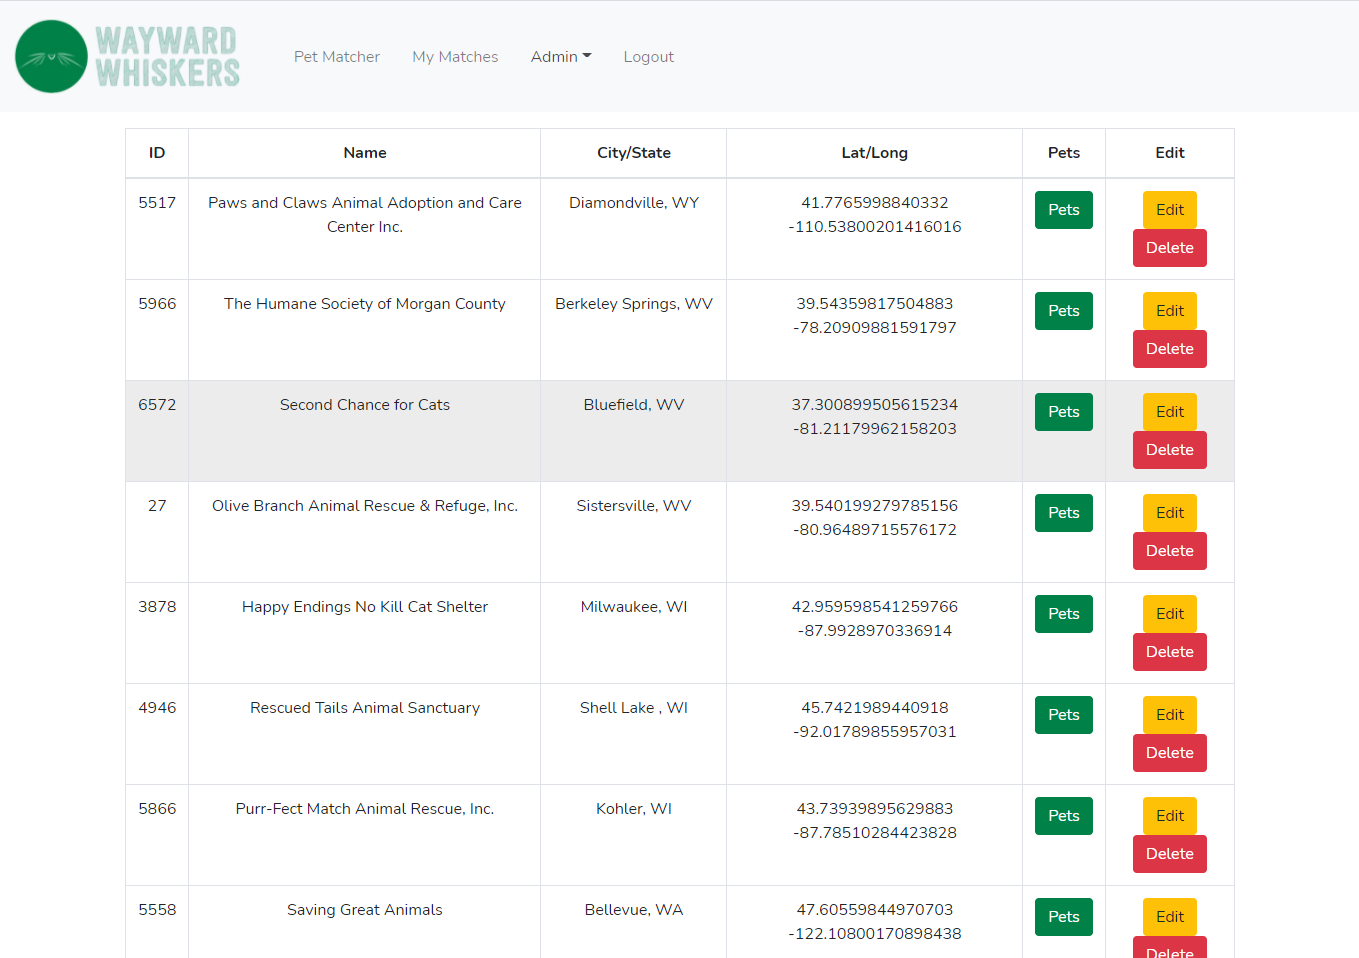 WAYWARD
WHISKERS
Pet Matcher My Matches Admin Logout
ID Name City/State Lat/Long Pets Edit
5517 Paws and Claws Animal Adoption and Care Diamondville, WY 41.7765998840332 Pets Edit
Center Inc. -110.53800201416016
Delete
5966 The Humane Society of Morgan County Berkeley Springs, WV 39.54359817504883 Pets Edit
-78.20909881591797
Delete
6572 Second Chance for Cats Bluefield, WV 37.300899505615234 Pets Edit
-81.21179962158203
Delete
27 Olive Branch Animal Rescue & Refuge, Inc. Sistersville, WV 39.540199279785156 Pets Edit
-80.96489715576172
Delete
3878 Happy Endings No Kill Cat Shelter Milwaukee, WI 42.959598541259766 Pets Edit
-87.9928970336914
Delete
4946 Rescued Tails Animal Sanctuary Shell Lake , WI 45.7421989440918 Pets Edit
-92.01789855957031
Delete
5866 Purr-Fect Match Animal Rescue, Inc. Kohler, WI 43.73939895629883 Pets Edit
-87.78510284423828
Delete
5558 Saving Great Animals Bellevue, WA 47.60559844970703 Pets Edit
-122.10800170898438
Delete